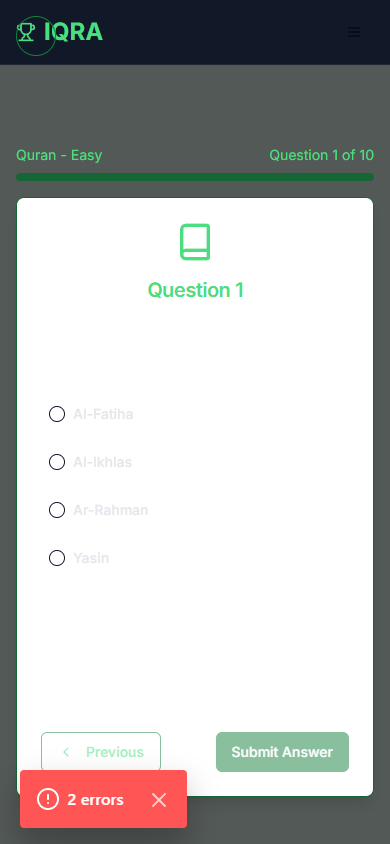 IQRA
Quran - Easy
Question 1 of 10
Question 1
Al-Fatiha
Al-Ikhlas
Ar-Rahman
Yasin
Previous
Submit Answer
2 errors